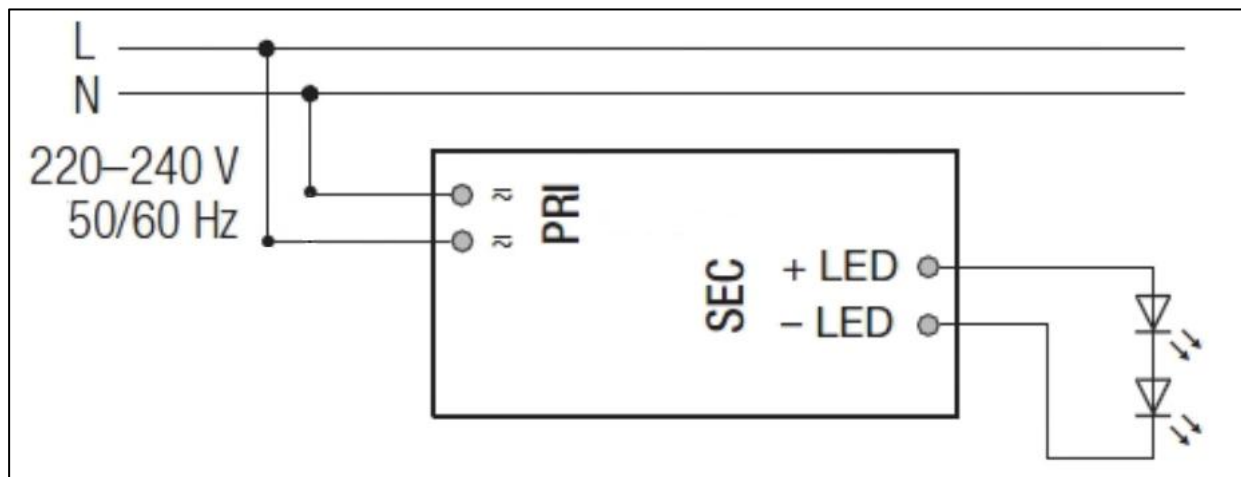 L
N
220–240 V
50/60 Hz
≈ PRI
≈
SEC
+ LED
– LED